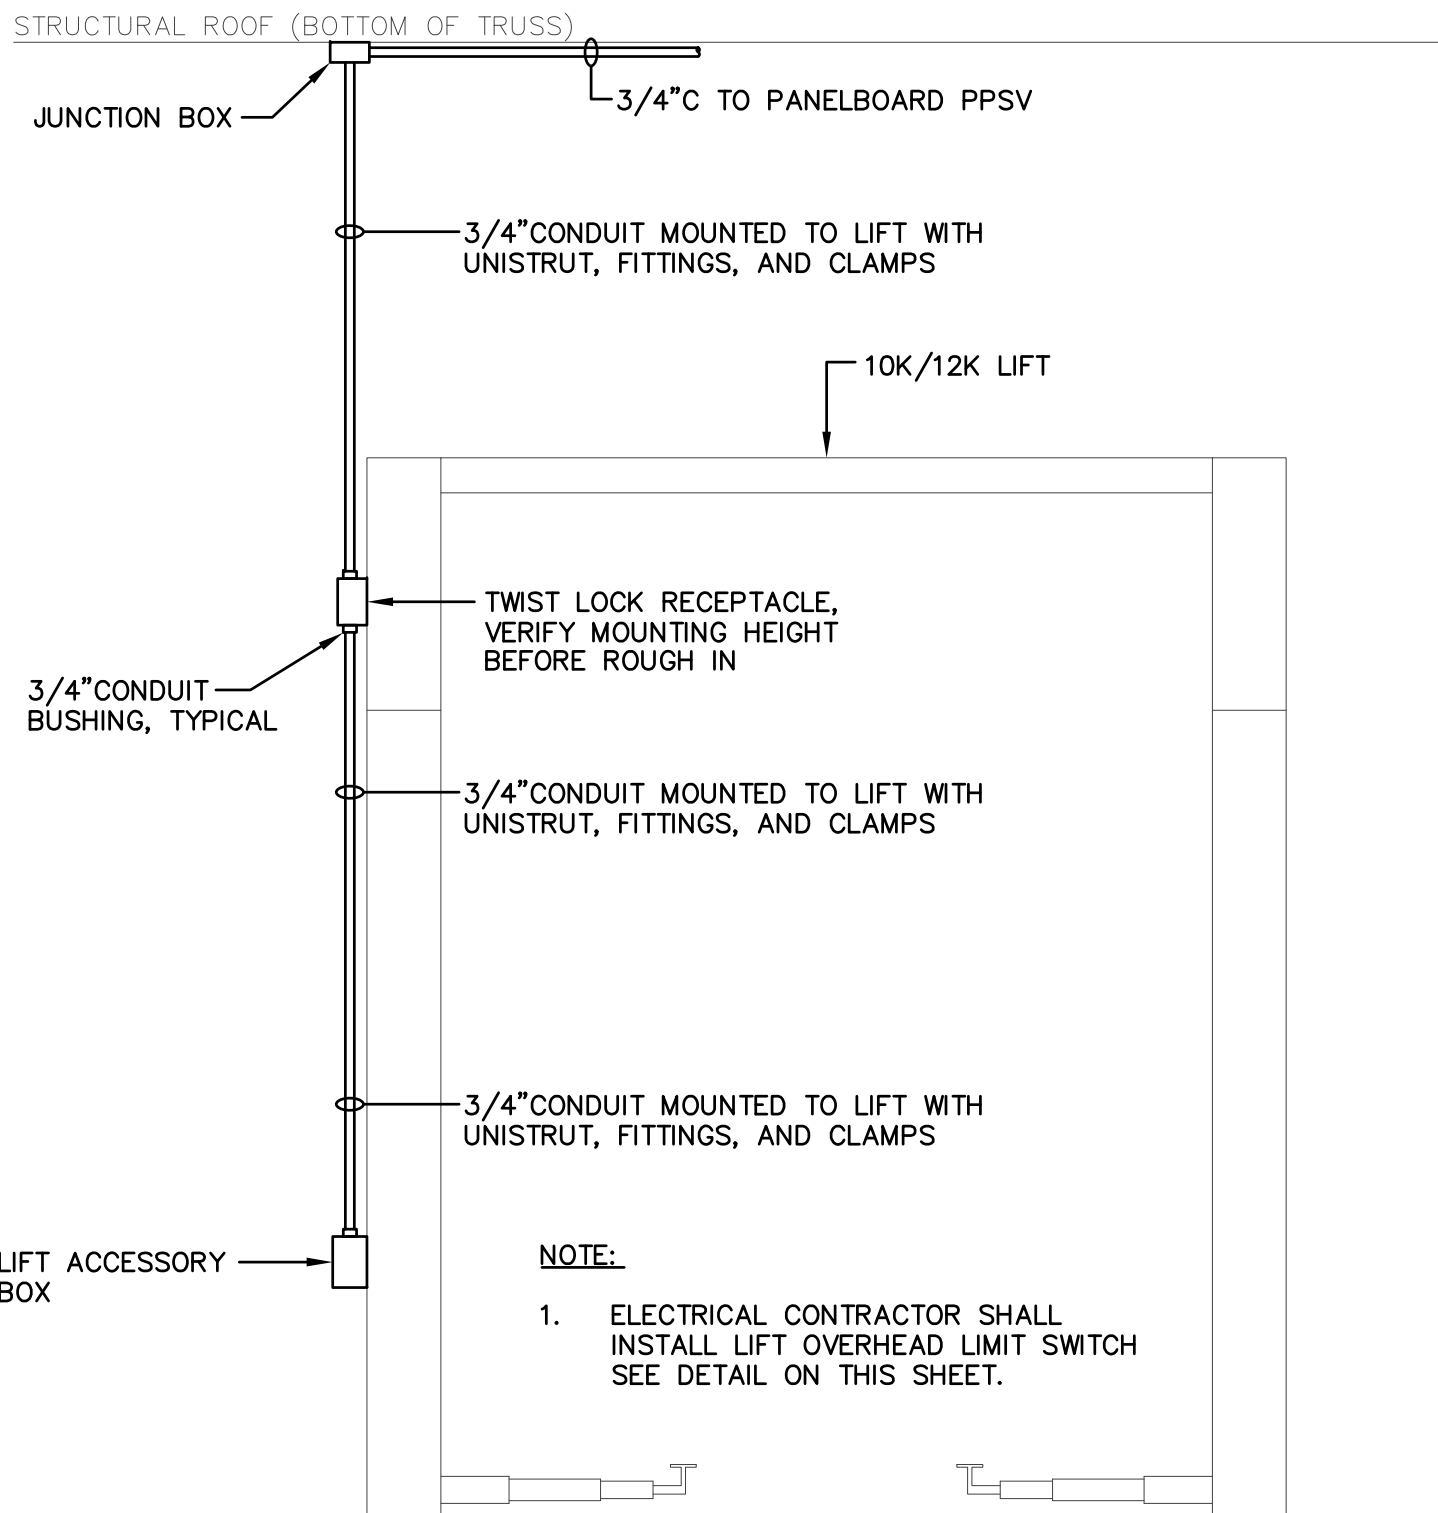 STRUCTURAL ROOF (BOTTOM OF TRUSS)
JUNCTION BOX
3/4"C TO PANELBOARD PPSV
3/4"CONDUIT MOUNTED TO LIFT WITH
UNISTRUT, FITTINGS, AND CLAMPS
10K/12K LIFT
TWIST LOCK RECEPTACLE,
VERIFY MOUNTING HEIGHT
BEFORE ROUGH IN
3/4"CONDUIT
BUSHING, TYPICAL
3/4"CONDUIT MOUNTED TO LIFT WITH
UNISTRUT, FITTINGS, AND CLAMPS
3/4"CONDUIT MOUNTED TO LIFT WITH
UNISTRUT, FITTINGS, AND CLAMPS
LIFT ACCESSORY
BOX
NOTE:
1. ELECTRICAL CONTRACTOR SHALL
INSTALL LIFT OVERHEAD LIMIT SWITCH
SEE DETAIL ON THIS SHEET.